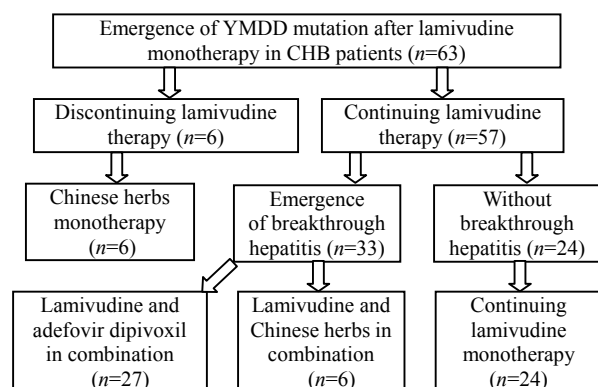 Emergence of YMDD mutation after lamivudine
monotherapy in CHB patients (n=63)
Discontinuing lamivudine
therapy (n=6)
Continuing lamivudine
therapy (n=57)
Chinese herbs
monotherapy
(n=6)
Emergence
of breakthrough
hepatitis (n=33)
Without
breakthrough
hepatitis (n=24)
Lamivudine and
adefovir dipivoxil
in combination
(n=27)
Lamivudine and
Chinese herbs in
combination
(n=6)
Continuing
lamivudine
monotherapy
(n=24)